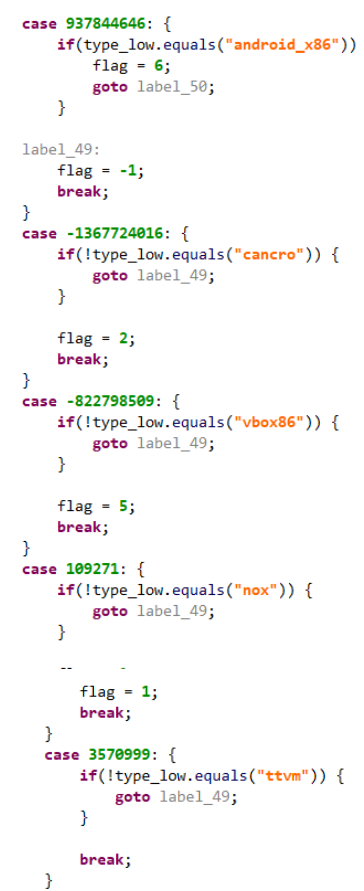 case 937844646: {
if(type_low.equals("android_x86"))
flag = 6;
goto label_50;
}
label_49:
flag = -1;
break;
}
case -1367724016: {
if(!type_low.equals("cancro")) {
goto label_49;
}
flag = 2;
break;
}
case -822798509: {
if(!type_low.equals("vbox86")) {
goto label_49;
}
flag = 5;
break;
}
case 109271: {
if(!type_low.equals("nox")) {
goto label_49;
}
flag = 1;
break;
}
case 3570999: {
if(!type_low.equals("ttvm")) {
goto label_49;
}
break;
}